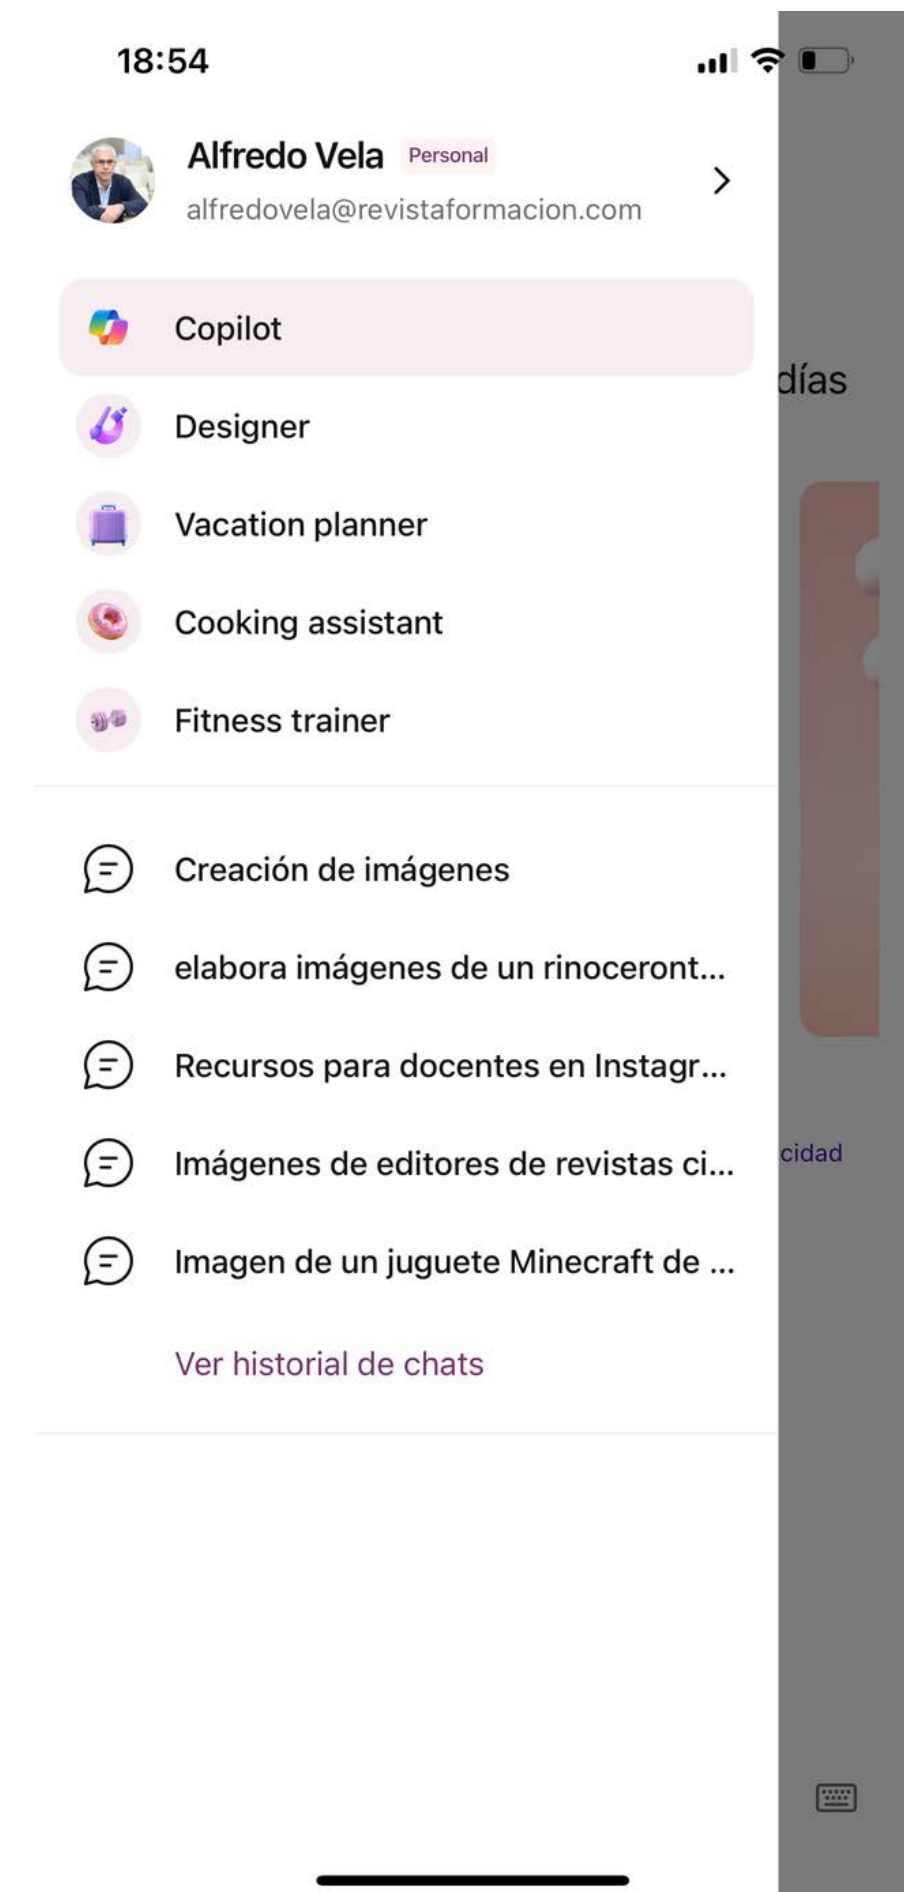 18:54
Alfredo Vela Personal
alfredovela@revistaformacion.com
Copilot
días
Designer
Vacation planner
Cooking assistant
Fitness trainer
Creación de imágenes
elabora imágenes de un rinoceront...
Recursos para docentes en Instagr...
Imágenes de editores de revistas ci...
cidad
Imagen de un juguete Minecraft de ...
Ver historial de chats